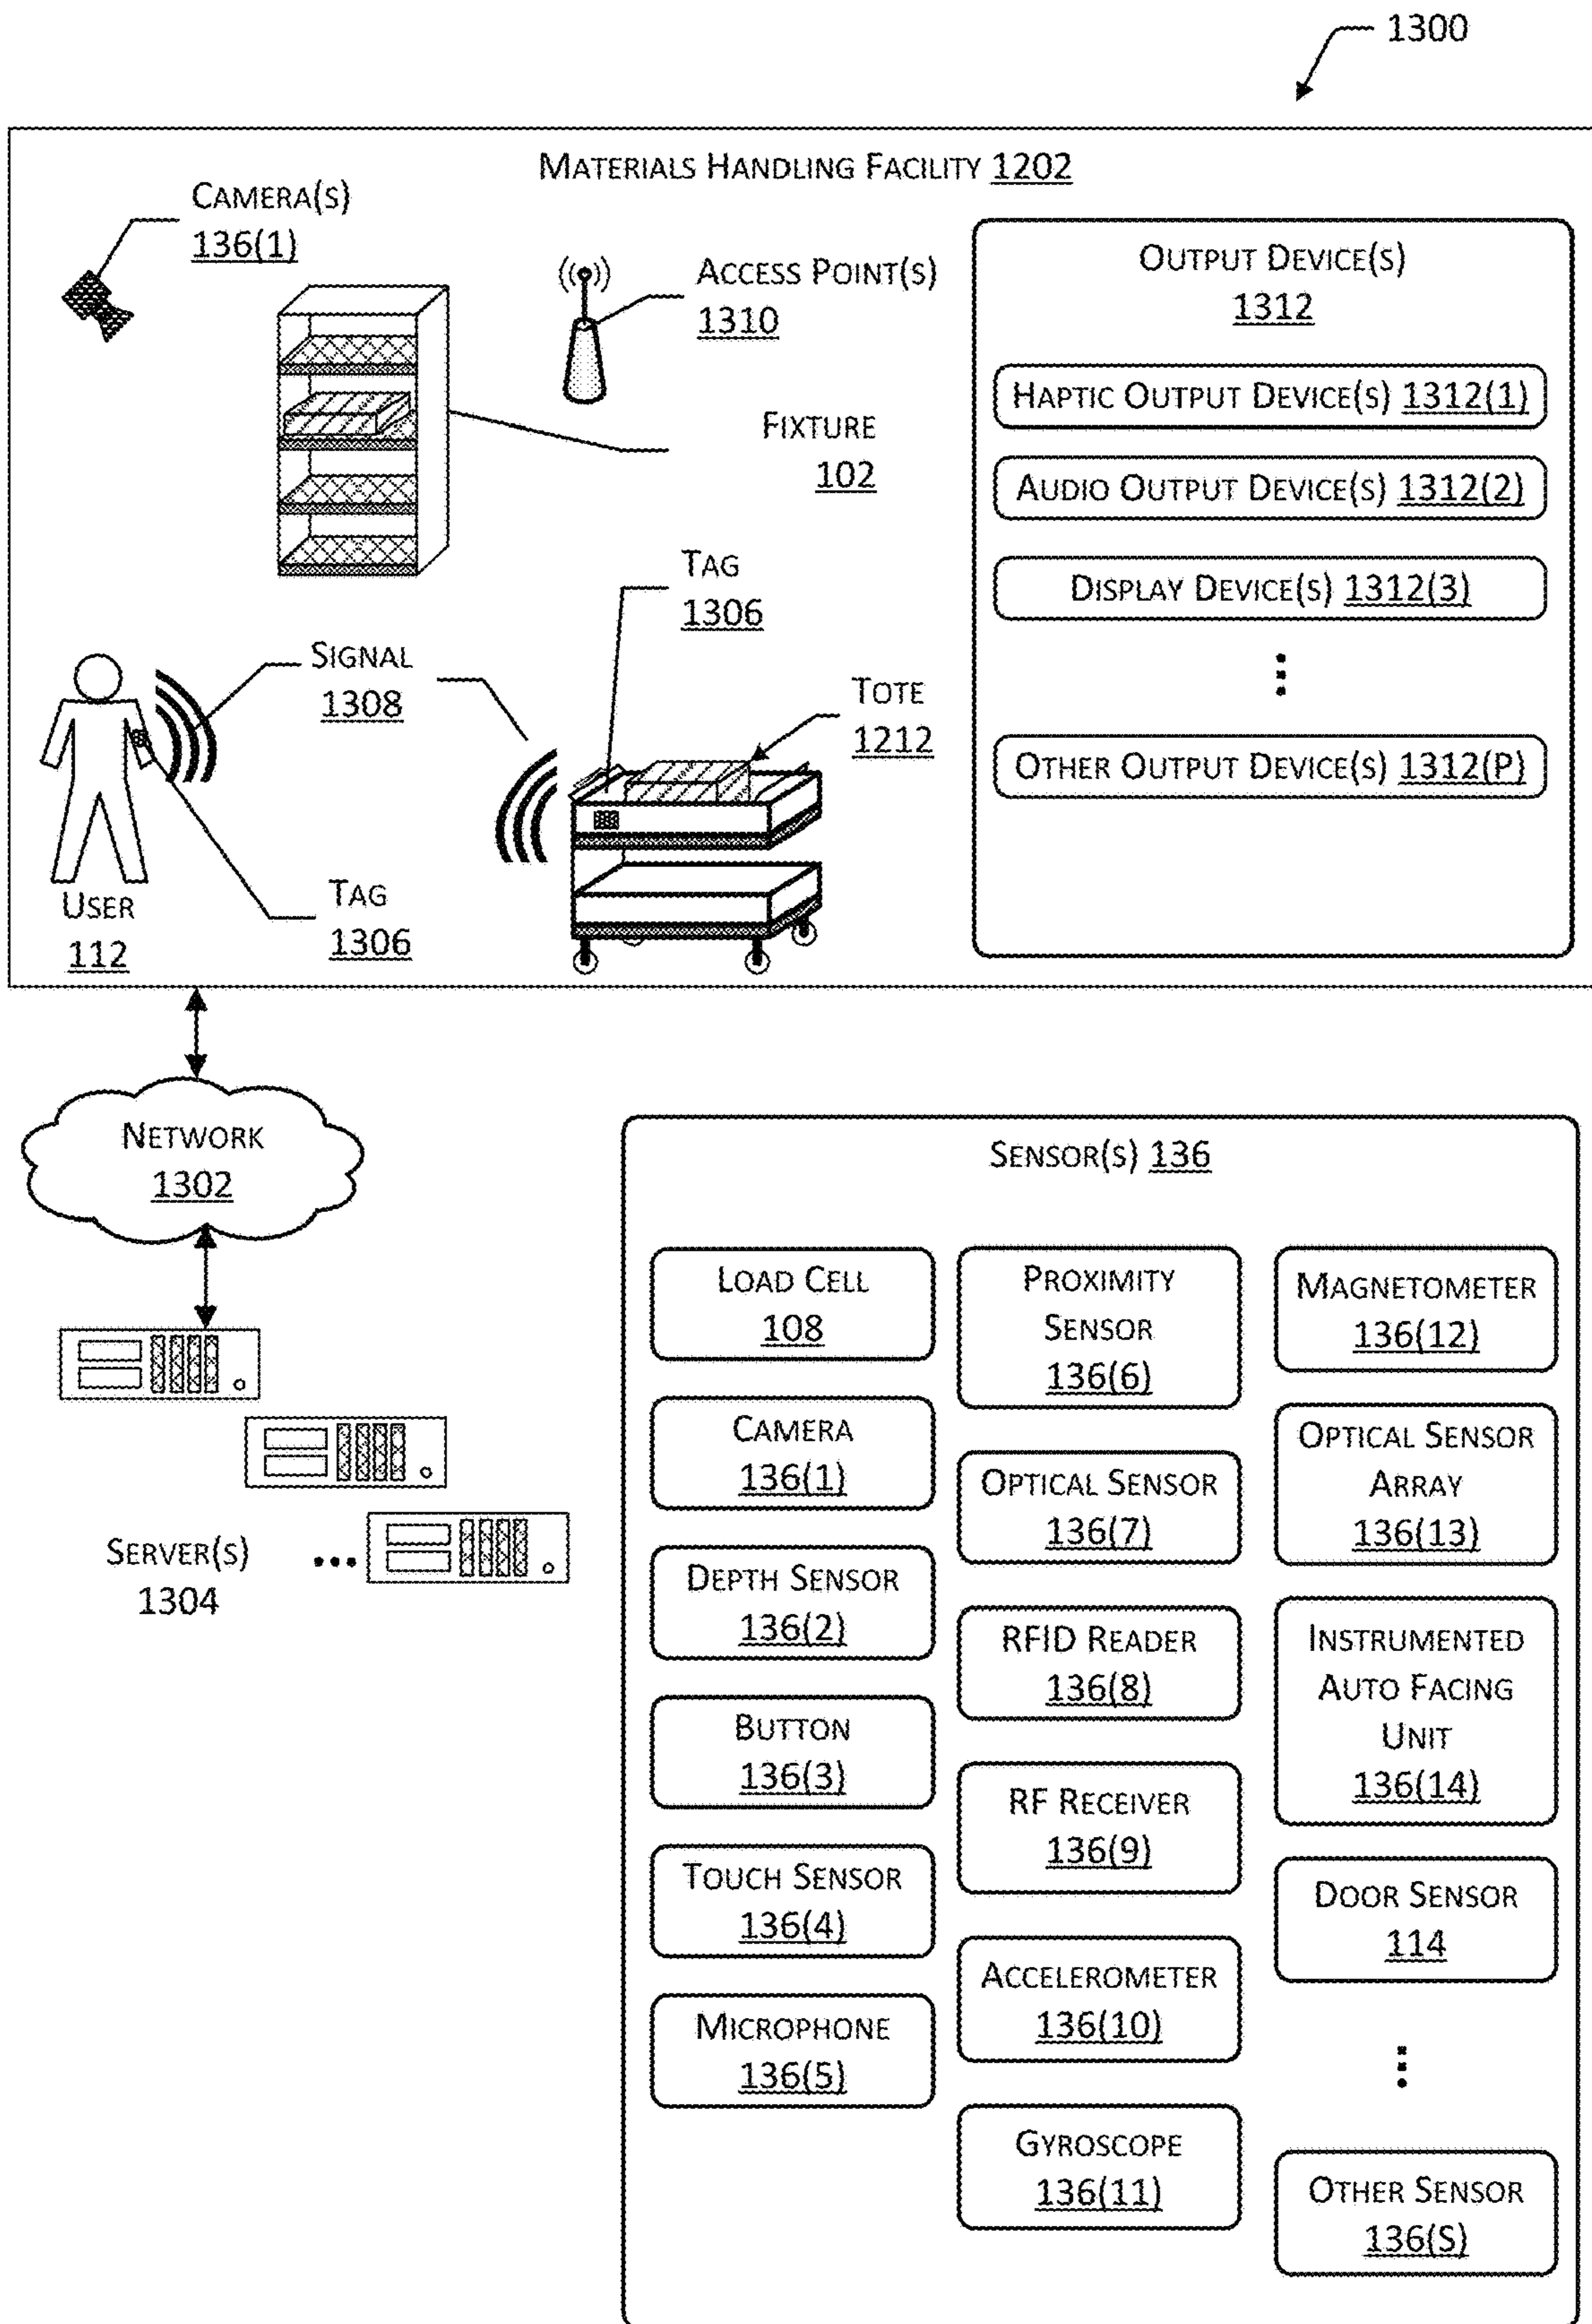 1300
MATERIALS HANDLING FACILITY 1202
CAMERA(S)
136(1)
ACCESS POINT(S)
1310
FIXTURE
102
TAG
1306
SIGNAL
1308
TOTE
1212
USER
112
TAG
1306
OUTPUT DEVICE(S)
1312
HAPTIC OUTPUT DEVICE(S) 1312(1)
AUDIO OUTPUT DEVICE(S) 1312(2)
DISPLAY DEVICE(S) 1312(3)
OTHER OUTPUT DEVICE(S) 1312(P)
NETWORK
1302
SERVER(S)
1304
SENSOR(S) 136
LOAD CELL
108
CAMERA
136(1)
DEPTH SENSOR
136(2)
BUTTON
136(3)
TOUCH SENSOR
136(4)
MICROPHONE
136(5)
PROXIMITY
SENSOR
136(6)
OPTICAL SENSOR
136(7)
RFID READER
136(8)
RF RECEIVER
136(9)
ACCELEROMETER
136(10)
GYROSCOPE
136(11)
MAGNETOMETER
136(12)
OPTICAL SENSOR
ARRAY
136(13)
INSTRUMENTED
AUTO FACING
UNIT
136(14)
DOOR SENSOR
114
OTHER SENSOR
136(S)